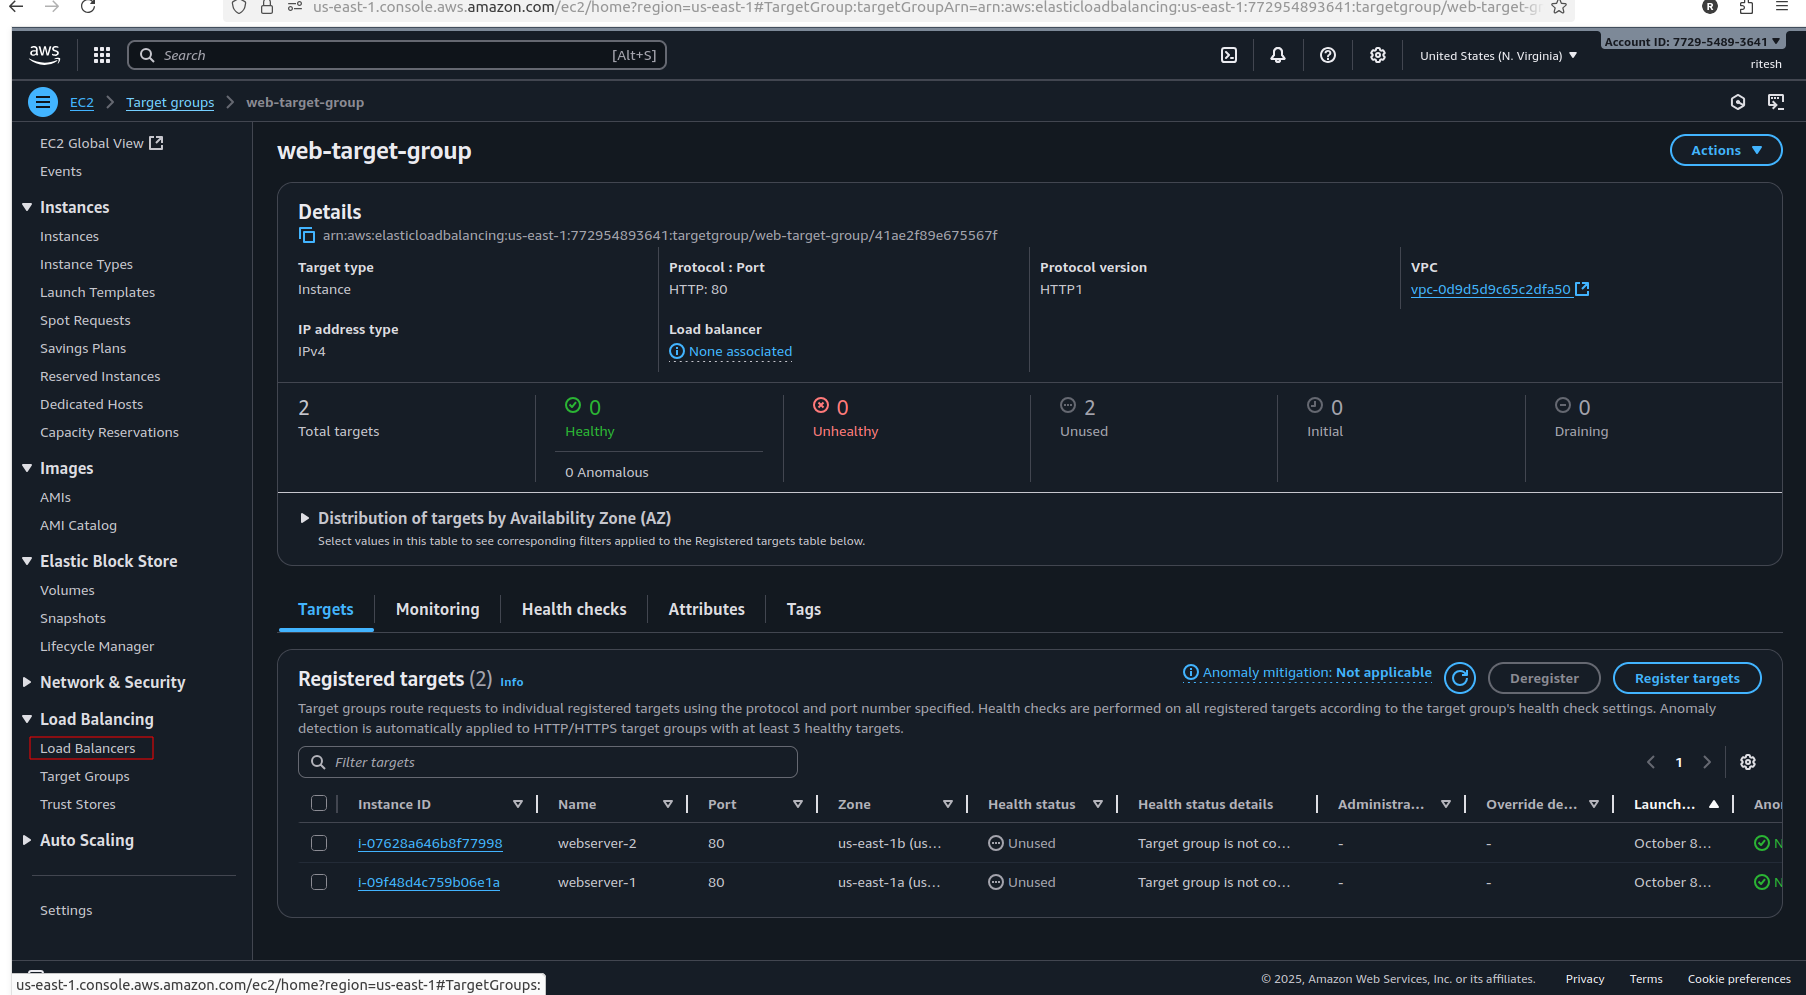 us-east-1.console.aws.amazon.com/ec2/home?region=us-east-1#TargetGroup:targetGroupArn=arn:aws:elasticloadbalancing:us-east-1:772954893641:targetgroup/web-target-g
R
aws
Search
[Alt+S]
United States (N. Virginia)
Account ID: 7729-5489-3641
ritesh
EC2
Target groups
web-target-group
EC2 Global View
Events
Instances
Instances
Instance Types
Launch Templates
Spot Requests
Savings Plans
Reserved Instances
Dedicated Hosts
Capacity Reservations
Images
AMIs
AMI Catalog
Elastic Block Store
Volumes
Snapshots
Lifecycle Manager
Network & Security
Load Balancing
Load Balancers
Target Groups
Trust Stores
Auto Scaling
Settings
web-target-group
Actions
Details
arn:aws:elasticloadbalancing:us-east-1:772954893641:targetgroup/web-target-group/41ae2f89e675567f
Target type
Instance
Protocol : Port
HTTP: 80
Protocol version
HTTP1
VPC
vpc-0d9d5d9c65c2dfa50
IP address type
IPv4
Load balancer
None associated
2
Total targets
0
Healthy
0 Anomalous
0
Unhealthy
2
Unused
0
Initial
0
Draining
Distribution of targets by Availability Zone (AZ)
Select values in this table to see corresponding filters applied to the Registered targets table below.
Targets
Monitoring
Health checks
Attributes
Tags
Registered targets (2) Info
Anomaly mitigation: Not applicable
Deregister
Register targets
Target groups route requests to individual registered targets using the protocol and port number specified. Health checks are performed on all registered targets according to the target group's health check settings. Anomaly
detection is automatically applied to HTTP/HTTPS target groups with at least 3 healthy targets.
Filter targets
1
Instance ID Name Port Zone Health status Health status details Administra... Override de... Launch... Ano
i-07628a646b8f77998 webserver-2 80 us-east-1b (us... Unused Target group is not co... - - October 8... N
i-09f48d4c759b06e1a webserver-1 80 us-east-1a (us... Unused Target group is not co... - - October 8... N
us-east-1.console.aws.amazon.com/ec2/home?region=us-east-1#TargetGroups:
© 2025, Amazon Web Services, Inc. or its affiliates.
Privacy
Terms
Cookie preferences